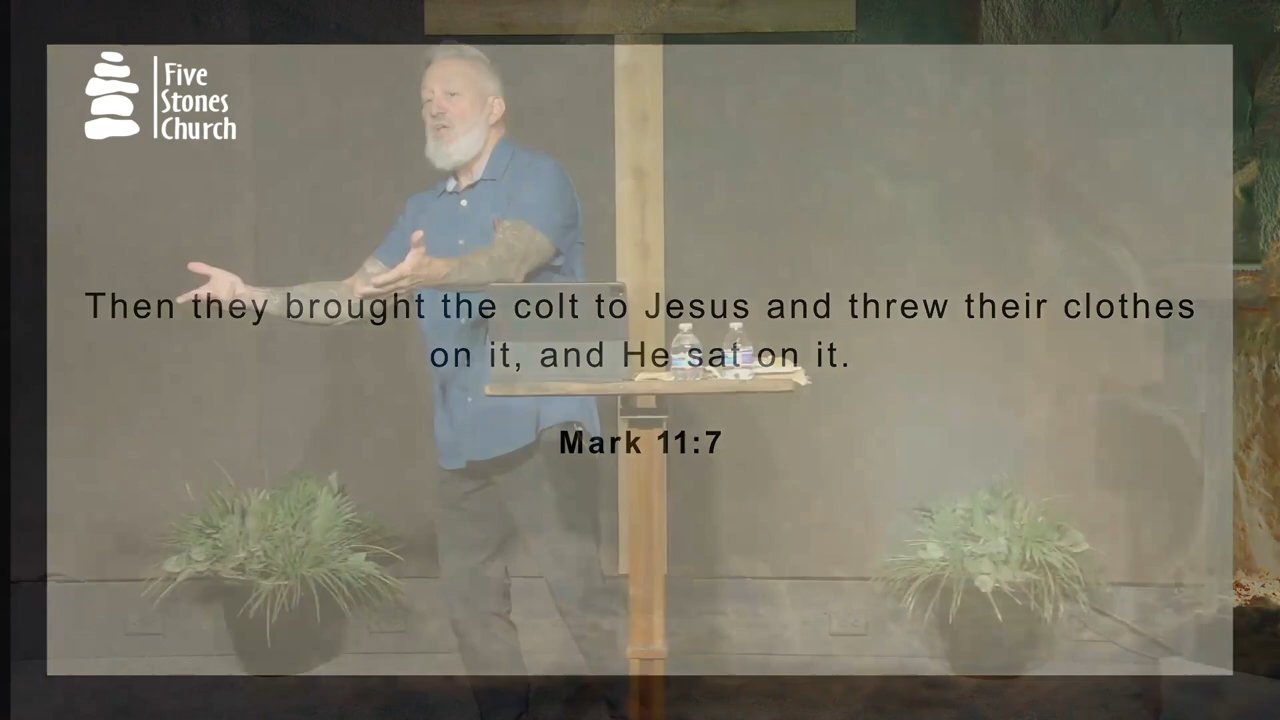 Five
Stones
Church
Then they brought the colt to Jesus and threw their clothes
on it, and He sat on it.
Mark 11:7